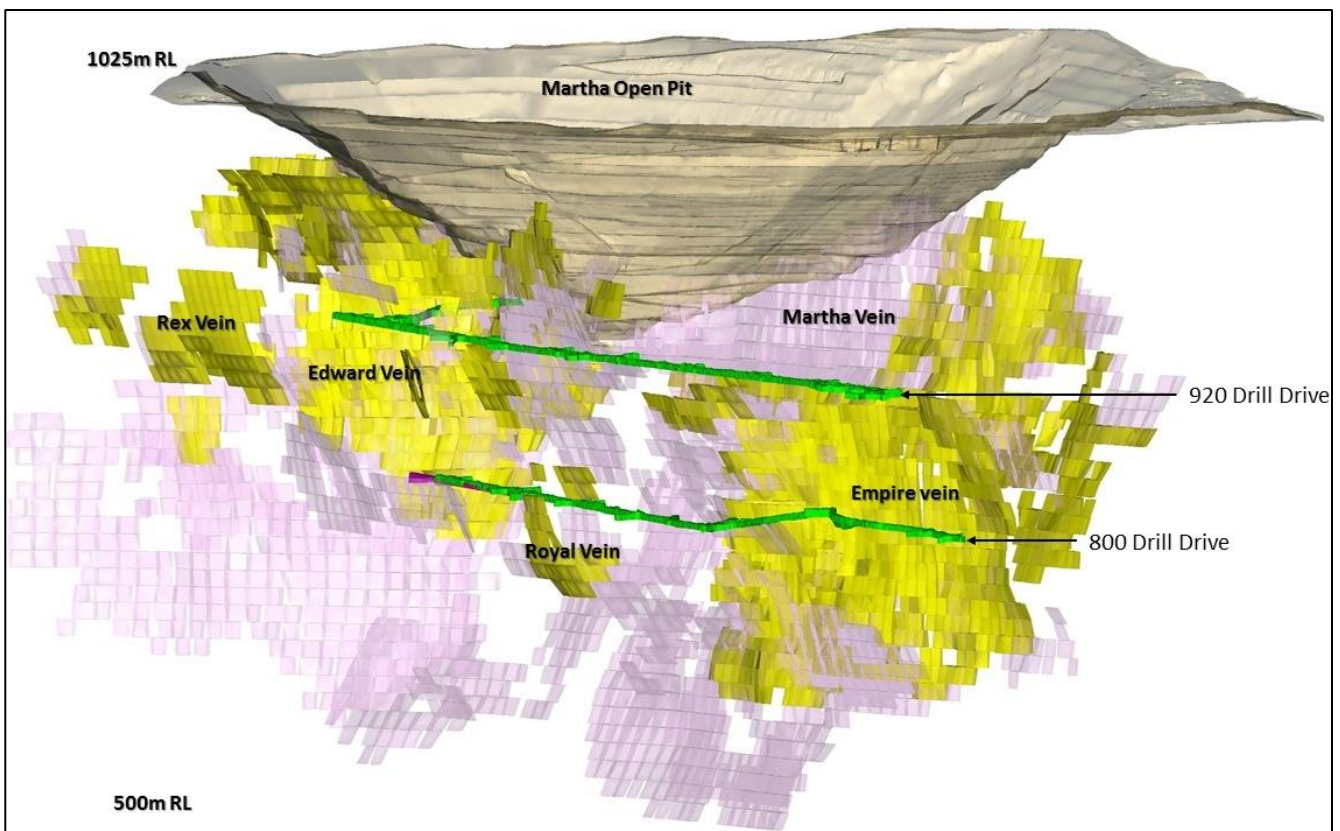 1025m RL
Martha Open Pit
Rex Vein
Martha Vein
Edward Vein
920 Drill Drive
Empire vein
800 Drill Drive
Royal Vein
500m RL